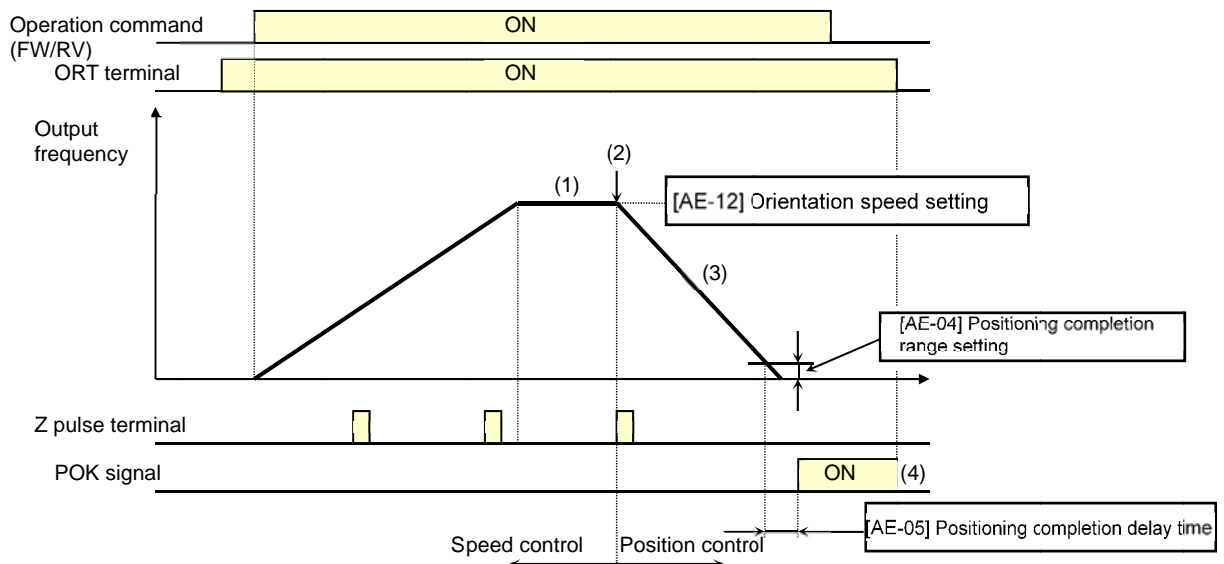 Operation command
(FW/RV)
ON
ORT terminal
ON
Output
frequency
(1)
(2)
[AE-12] Orientation speed setting
(3)
[AE-04] Positioning completion
range setting
Z pulse terminal
POK signal
ON
(4)
[AE-05] Positioning completion delay time
Speed control
Position control